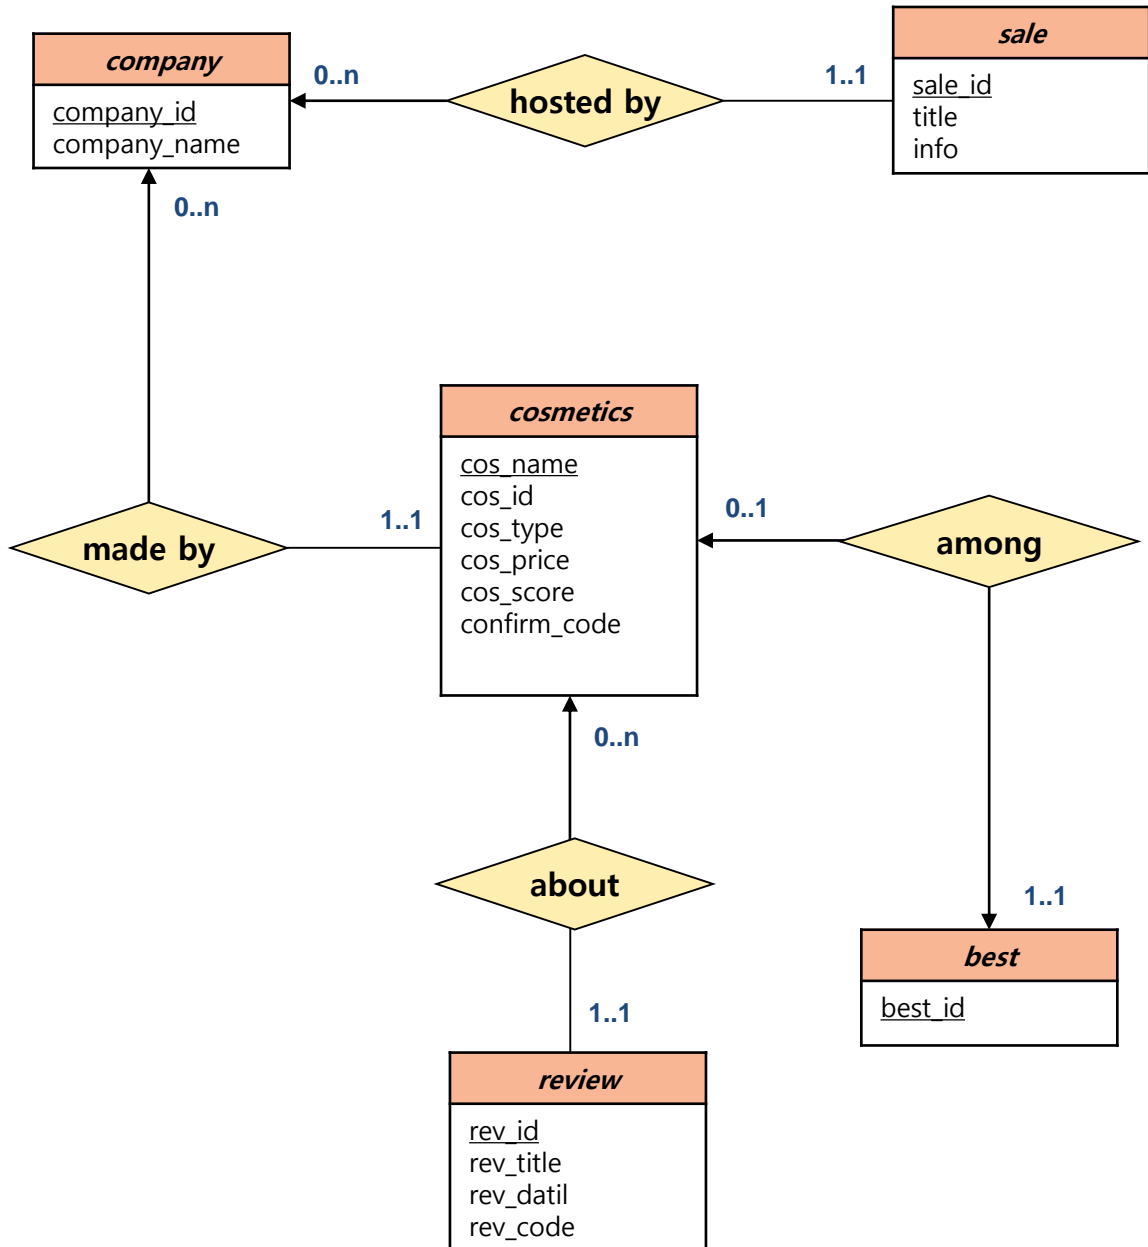 company
company_id
company_name
0..n
hosted by
1..1
sale
sale_id
title
info
0..n
made by
1..1
cosmetics
cos_name
cos_id
cos_type
cos_price
cos_score
confirm_code
0..1
among
0..n
about
1..1
best
best_id
1..1
review
rev_id
rev_title
rev_datil
rev_code